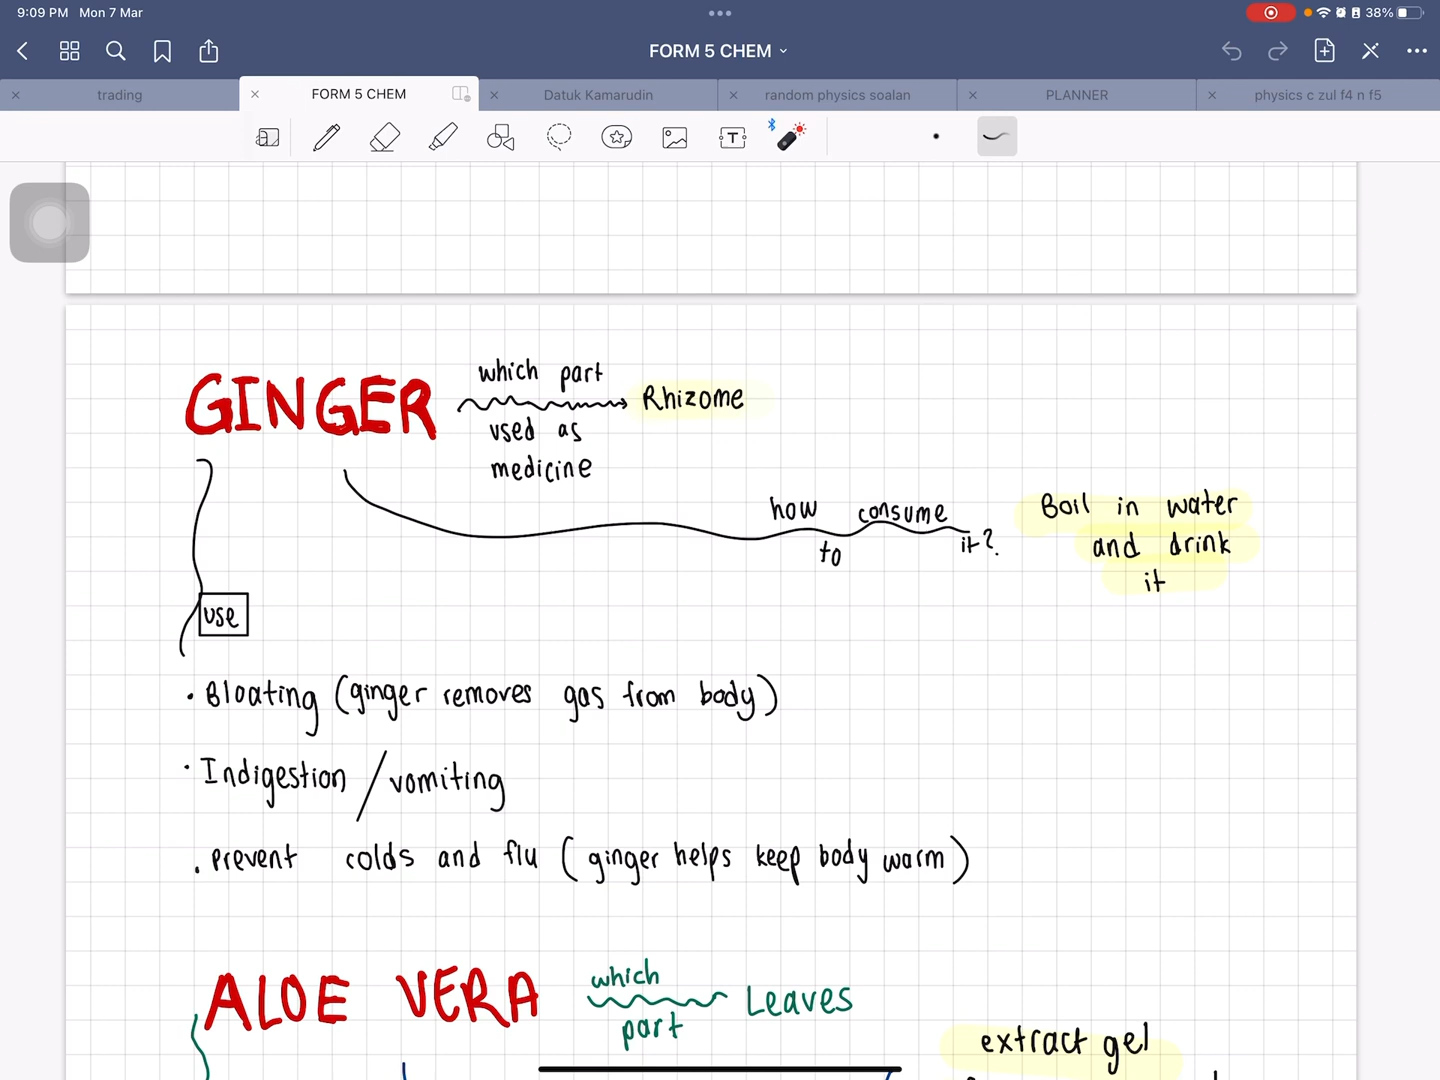 9:09 PM Mon 7 Mar
38%
FORM 5 CHEM
trading
FORM 5 CHEM
Datuk Kamarudin
random physics soalan
PLANNER
physics c zul f4 n f5
T
GINGER
which part
used as
medicine
Rhizome
how to consume it?
Boil in water
and drink
it
use
• Bloating (ginger removes gas from body)
• Indigestion / vomiting
• prevent colds and flu (ginger helps keep body warm)
ALOE VERA
which
part
Leaves
extract gel